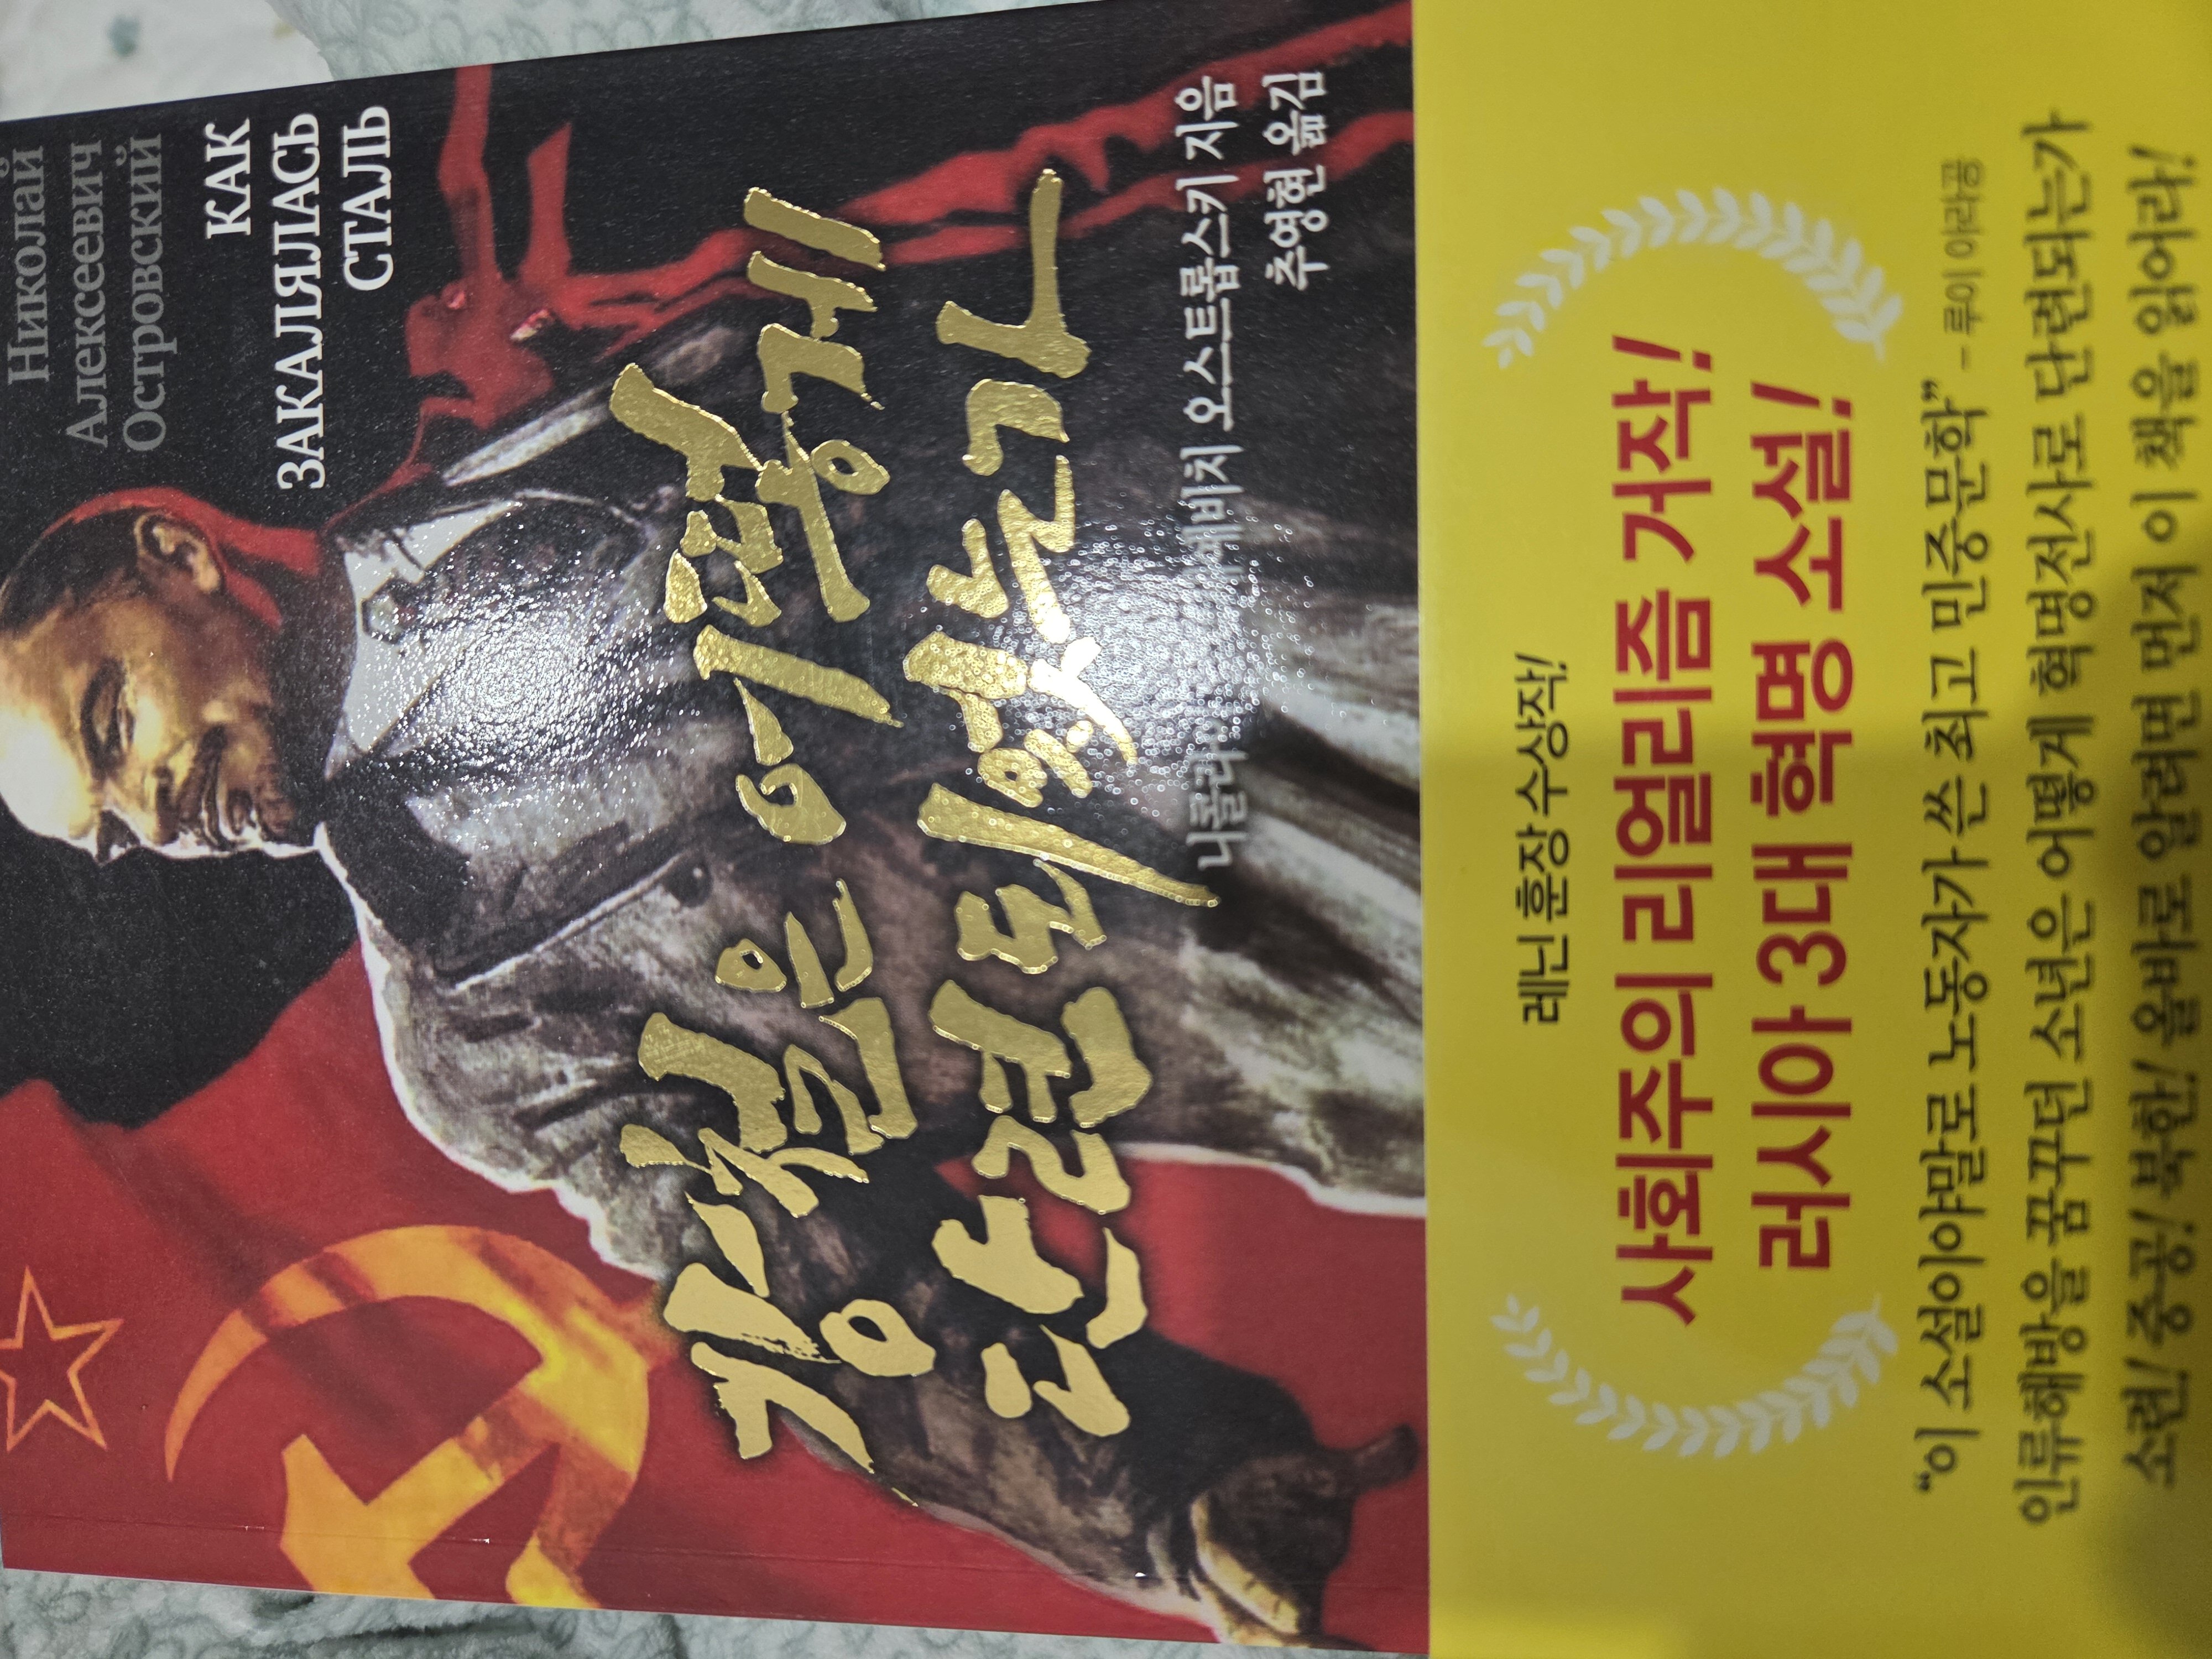 Николай
Алексеевич
Островский
КАК
ЗАКАЛЯЛАСЬ
СТАЛЬ
강철은 어떻게
단련되었는가
니콜라이 오스트롭스키 지음
추영현 옮김
레닌 훈장 수상작!
사회주의 리얼리즘 거작!
러시아 3대 혁명 소설!
“이 소설이야말로 노동자가 쓴 최고 민중문학” – 루이 아라공
인류해방을 꿈꾸던 소년은 어떻게 혁명전사로 단련되는가
소련! 중공! 북한! 올바로 알려면 먼저 이 책을 읽어라!